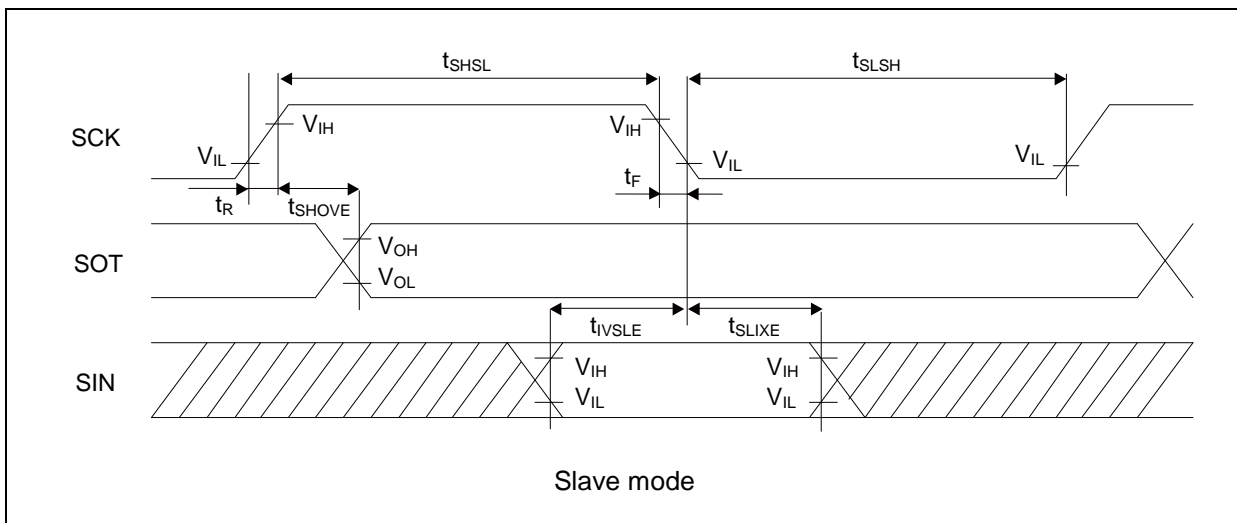 tSHSL
tSLSH
SCK
VIH
VIH
VIL
VIL
VIL
tF
tR
tSHOVE
SOT
VOH
VOL
tIVSLE
tSLIXE
SIN
VIH
VIH
VIL
VIL
Slave mode